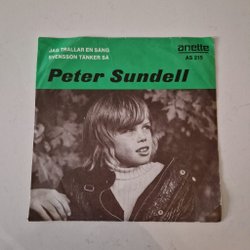 JAG TRALLAR EN SÅNG
SVENSSON TÄNKER SÅ
anette
AS 215
Peter Sundell